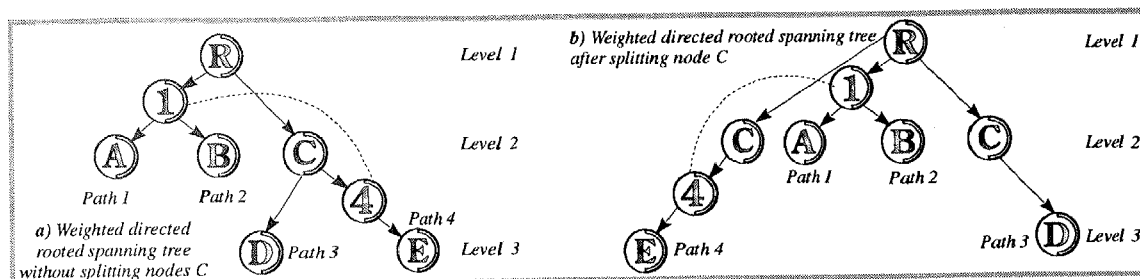 R
Level 1
1
A
B
C
Level 2
Path 1
Path 2
4
Path 4
a) Weighted directed
rooted spanning tree
without splitting nodes C
D
Path 3
E
Level 3
b) Weighted directed rooted spanning tree
after splitting node C
R
Level 1
1
C
A
B
C
Level 2
Path 1
Path 2
4
E
Path 4
Path 3
D
Level 3